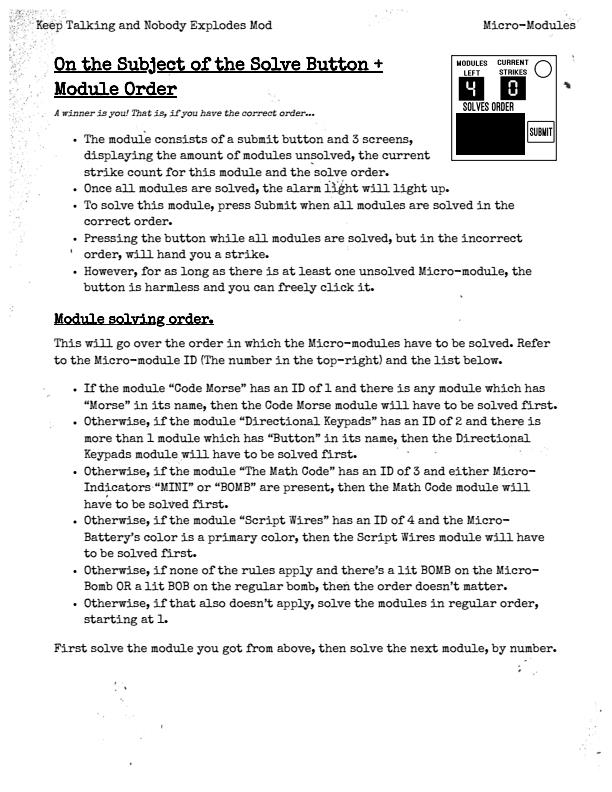 Keep Talking and Nobody Explodes Mod
Micro-Modules
On the Subject of the Solve Button +
Module Order
A winner is you! That is, if you have the correct order...
MODULES LEFT
CURRENT STRIKES
4
0
SOLVES ORDER
SUBMIT
• The module consists of a submit button and 3 screens,
displaying the amount of modules unsolved, the current
strike count for this module and the solve order.
• Once all modules are solved, the alarm light will light up.
• To solve this module, press Submit when all modules are solved in the
correct order.
• Pressing the button while all modules are solved, but in the incorrect
order, will hand you a strike.
• However, for as long as there is at least one unsolved Micro-module, the
button is harmless and you can freely click it.
Module solving order.
This will go over the order in which the Micro-modules have to be solved. Refer
to the Micro-module ID (The number in the top-right) and the list below.
• If the module “Code Morse” has an ID of 1 and there is any module which has
“Morse” in its name, then the Code Morse module will have to be solved first.
• Otherwise, if the module “Directional Keypads” has an ID of 2 and there is
more than 1 module which has “Button” in its name, then the Directional
Keypads module will have to be solved first.
• Otherwise, if the module “The Math Code” has an ID of 3 and either Micro-
Indicators “MINI” or “BOMB” are present, then the Math Code module will
have to be solved first.
• Otherwise, if the module “Script Wires” has an ID of 4 and the Micro-
Battery’s color is a primary color, then the Script Wires module will have
to be solved first.
• Otherwise, if none of the rules apply and there’s a lit BOMB on the Micro-
Bomb OR a lit BOB on the regular bomb, then the order doesn’t matter.
• Otherwise, if that also doesn’t apply, solve the modules in regular order,
starting at 1.
First solve the module you got from above, then solve the next module, by number.